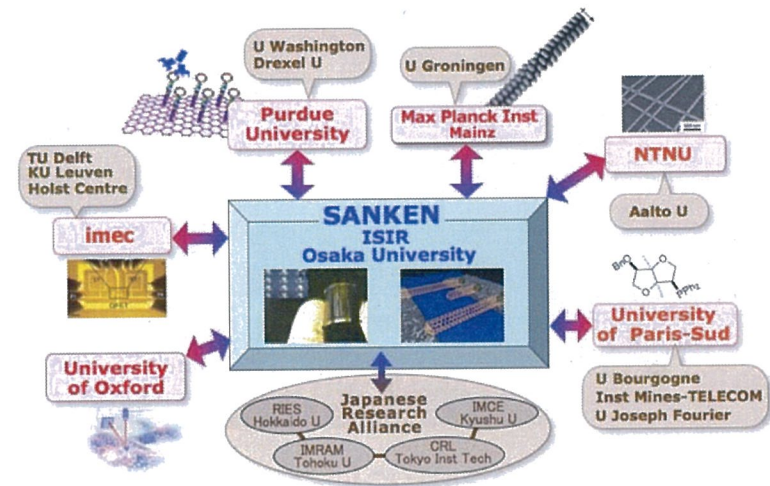 U Washington
Drexel U
Purdue
University
U Groningen
Max Planck Inst
Mainz
NTNU
Aalto U
TU Delft
KU Leuven
Holst Centre
imec
SANKEN
ISIR
Osaka University
BnO
O
O
PPh₂
University
of Paris-Sud
U Bourgogne
Inst Mines-TELECOM
U Joseph Fourier
University
of Oxford
Japanese
Research
Alliance
RIES
Hokkaido U
IMCE
Kyushu U
IMRAM
Tohoku U
CRL
Tokyo Inst Tech